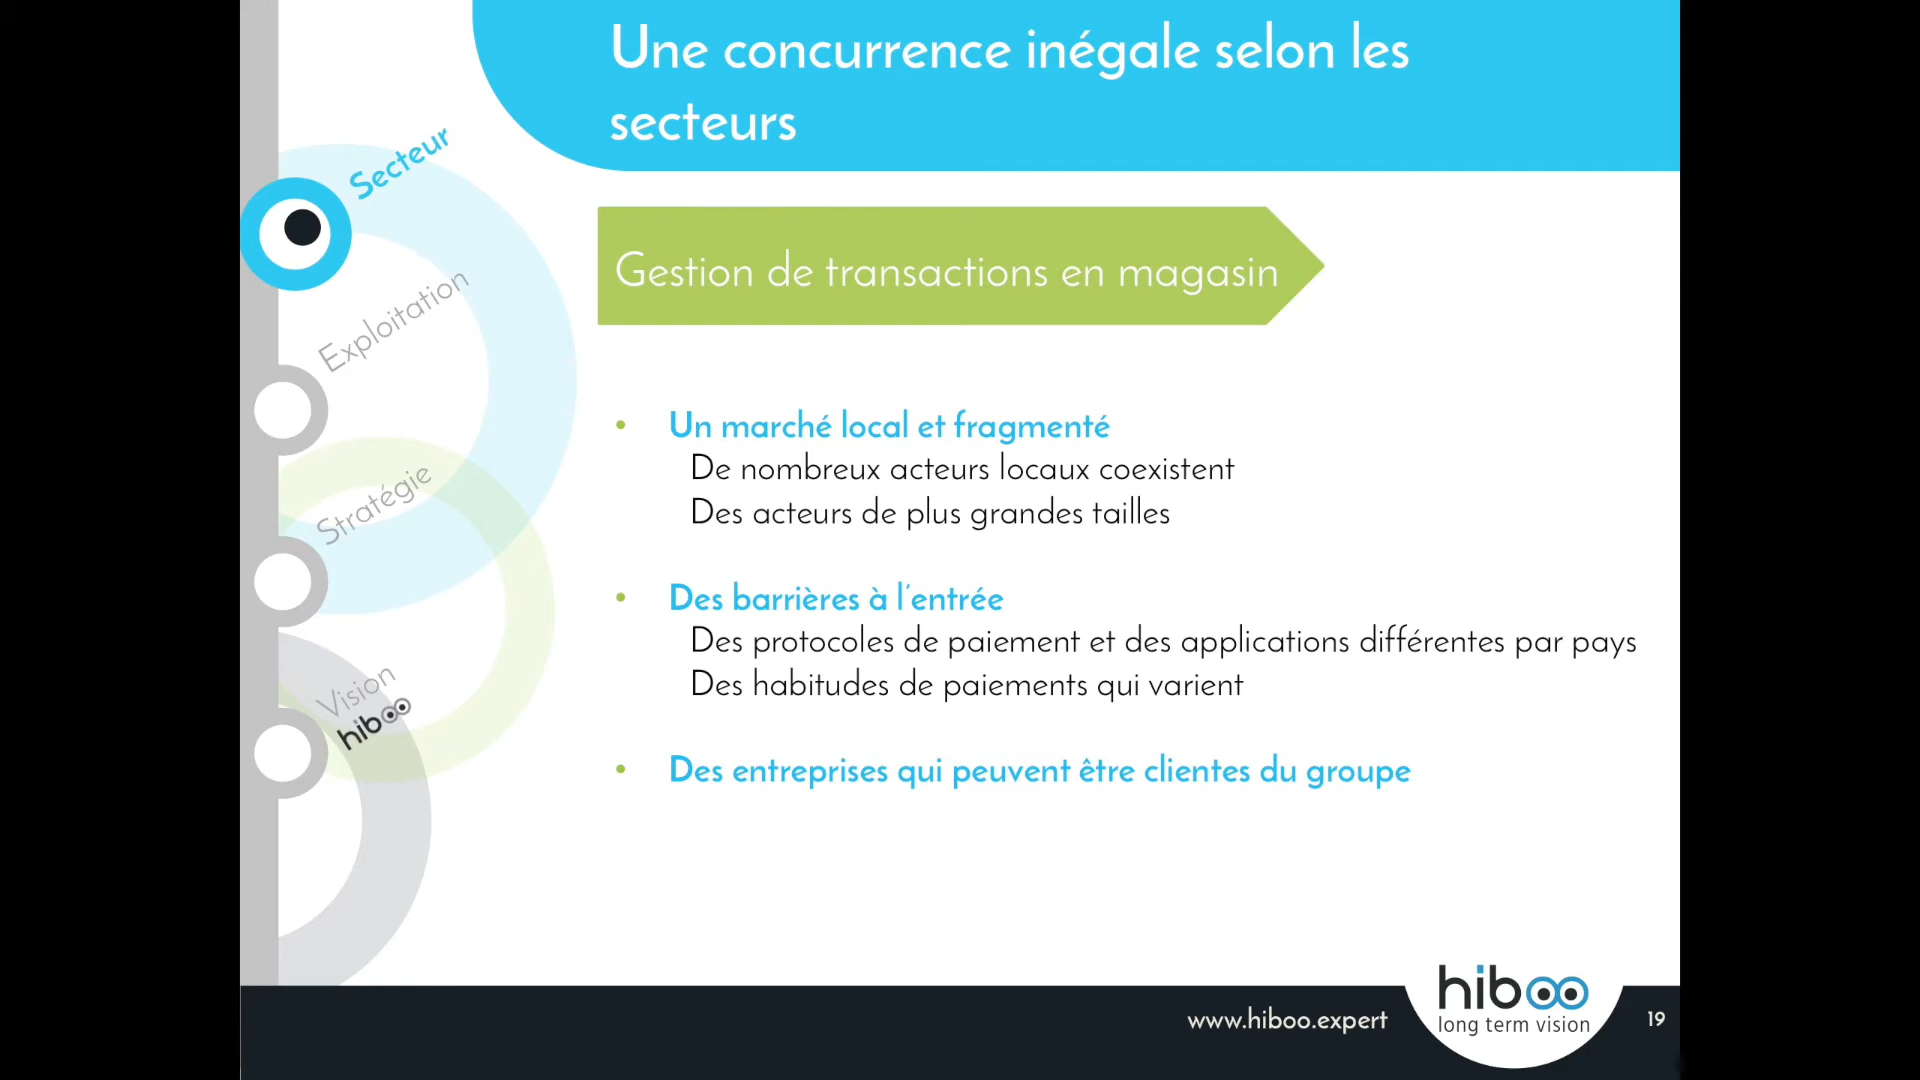 Une concurrence inégale selon les
secteurs
Secteur
Exploitation
Stratégie
Vision
hiboo
Gestion de transactions en magasin
• Un marché local et fragmenté
De nombreux acteurs locaux coexistent
Des acteurs de plus grandes tailles
• Des barrières à l'entrée
Des protocoles de paiement et des applications différentes par pays
Des habitudes de paiements qui varient
• Des entreprises qui peuvent être clientes du groupe
www.hiboo.expert
hiboo
long term vision
19